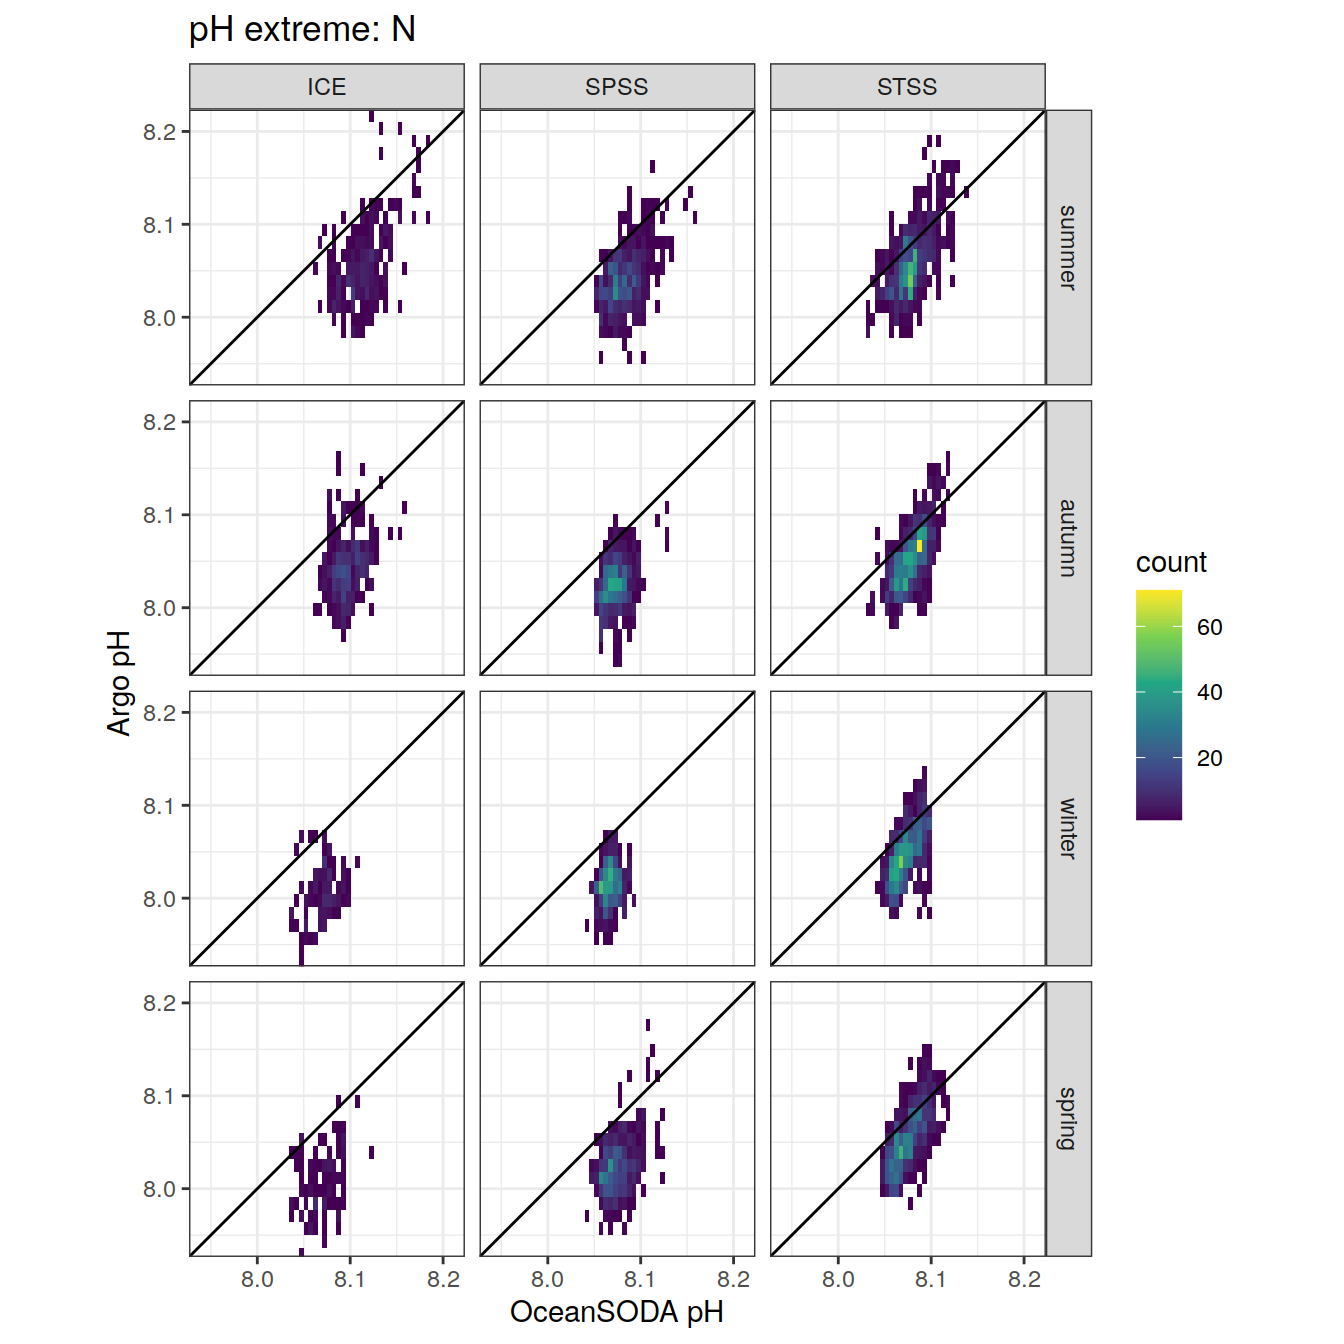 pH extreme: N
ICE SPSS STSS
8.2
8.1
8.0
summer
8.2
8.1
8.0
autumn
8.2
8.1
8.0
winter
8.2
8.1
8.0
spring
Argo pH
8.0 8.1 8.2 8.0 8.1 8.2 8.0 8.1 8.2
OceanSODA pH
count
60
40
20